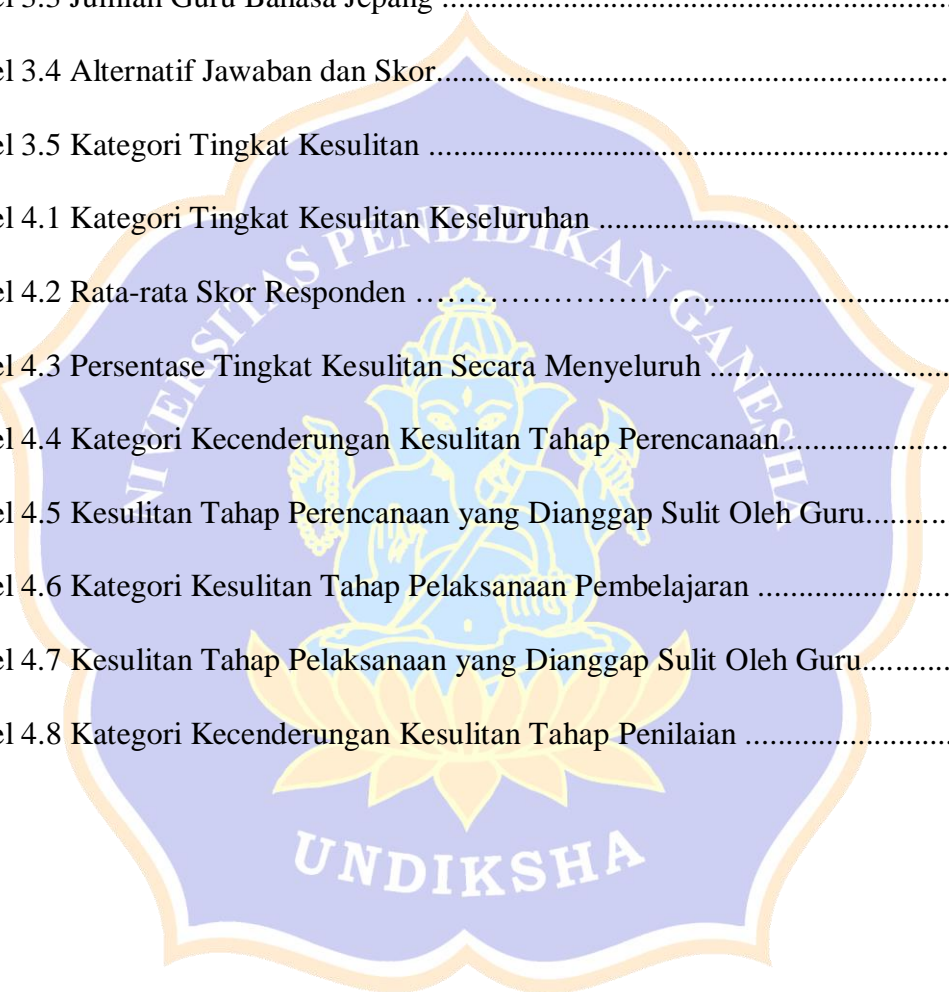 el 3.3 Jumlah Guru Bahasa Jepang ............................................................
el 3.4 Alternatif Jawaban dan Skor............................................................
el 3.5 Kategori Tingkat Kesulitan ............................................................
el 4.1 Kategori Tingkat Kesulitan Keseluruhan ..........................................
el 4.2 Rata-rata Skor Responden ………………………..............................
el 4.3 Persentase Tingkat Kesulitan Secara Menyeluruh ..........................
el 4.4 Kategori Kecenderungan Kesulitan Tahap Perencanaan....................
el 4.5 Kesulitan Tahap Perencanaan yang Dianggap Sulit Oleh Guru..........
el 4.6 Kategori Kesulitan Tahap Pelaksanaan Pembelajaran .......................
el 4.7 Kesulitan Tahap Pelaksanaan yang Dianggap Sulit Oleh Guru...........
el 4.8 Kategori Kecenderungan Kesulitan Tahap Penilaian .........................
UNIVERSITAS PENDIDIKAN GANESHA
UNDIKSHA